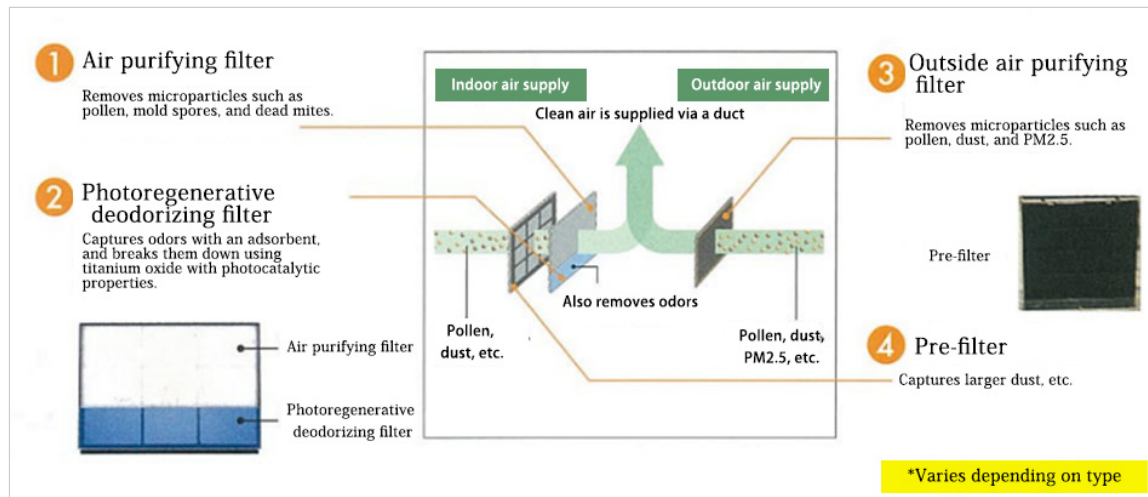 1
Air purifying filter
Removes microparticles such as
pollen, mold spores, and dead mites.
2
Photoregenerative
deodorizing filter
Captures odors with an adsorbent,
and breaks them down using
titanium oxide with photocatalytic
properties.
Air purifying filter
Photoregenerative
deodorizing filter
Indoor air supply
Outdoor air supply
Clean air is supplied via a duct
Also removes odors
Pollen,
dust, etc.
Pollen, dust,
PM2.5, etc.
3
Outside air purifying
filter
Removes microparticles such as
pollen, dust, and PM2.5.
Pre-filter
4
Pre-filter
Captures larger dust, etc.
*Varies depending on type